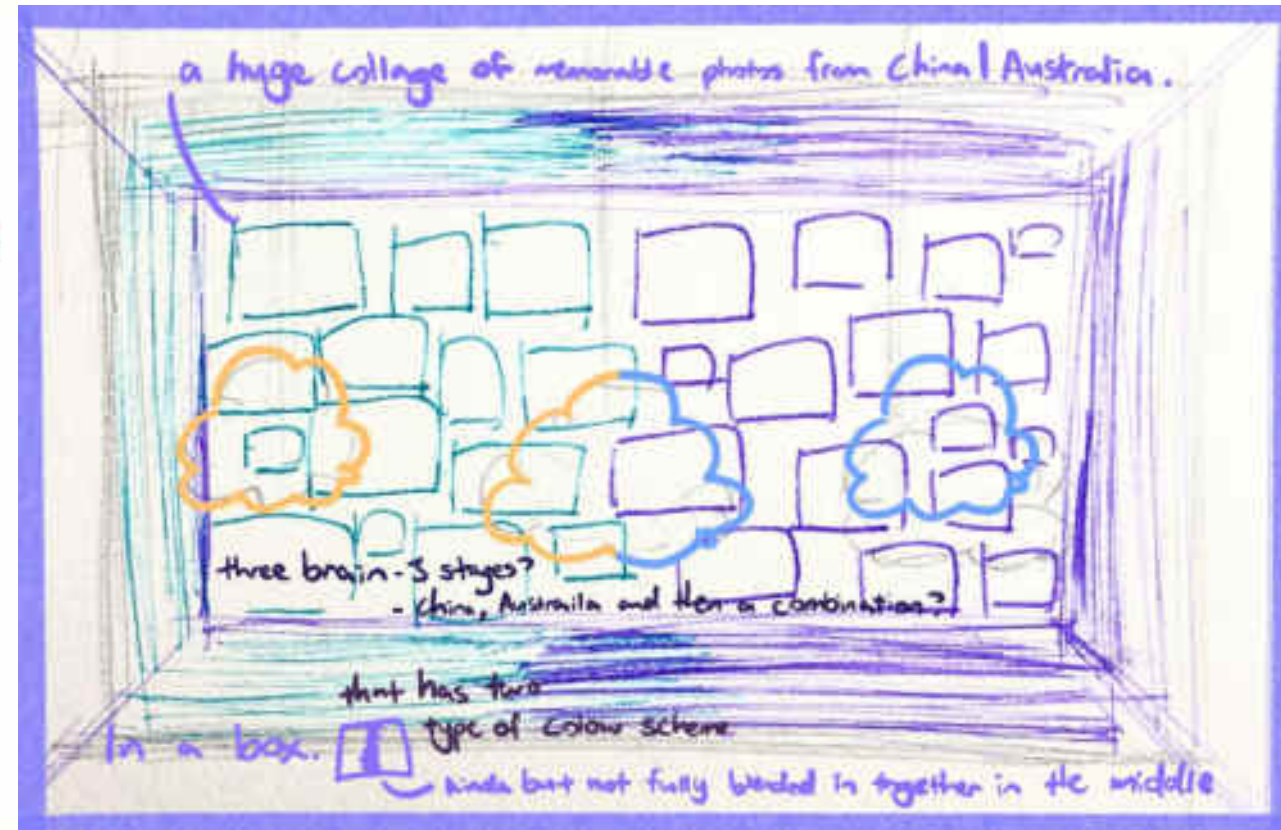 a huge collage of memorable photos from China | Australia.
three brain - 3 stages?
- China, Austraila and then a combination?
that has two
type of colour scheme
In a box.
kinda but not fully blended in together in the middle